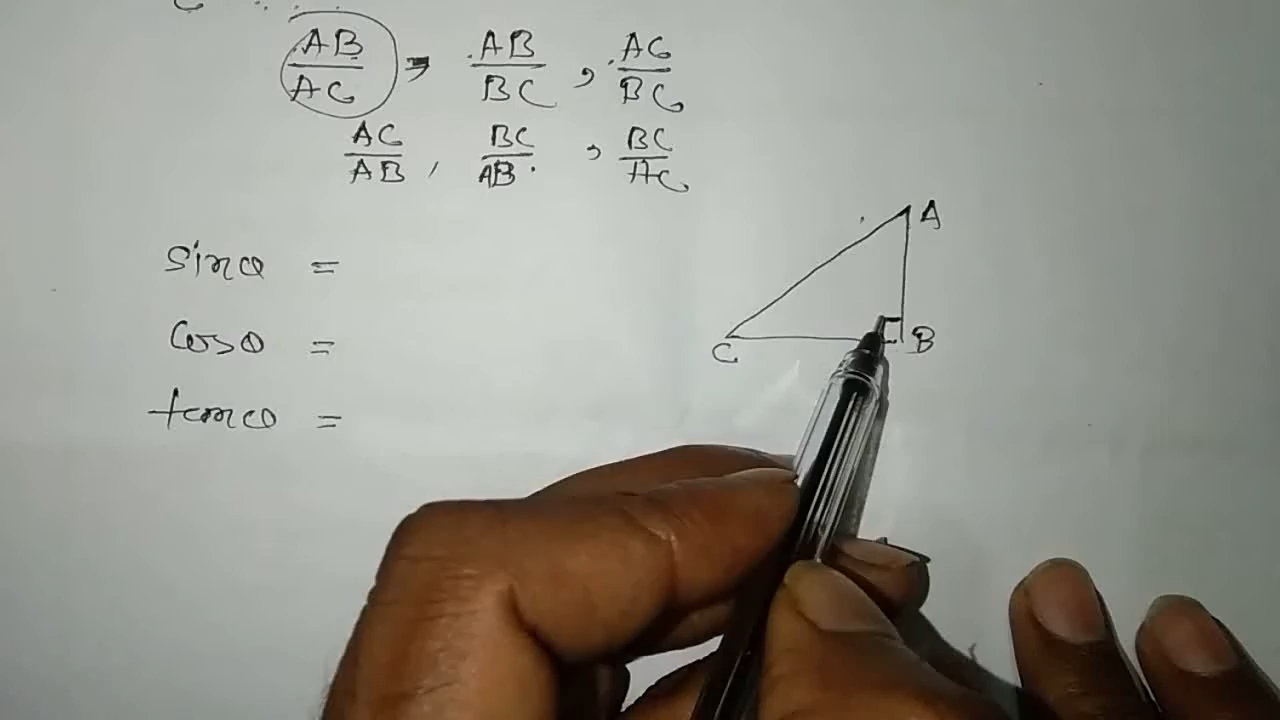 AB/AC, AB/BC, AC/BC
AC/AB, BC/AB, BC/AC
A
sinθ =
cosθ =
B
C
tanθ =